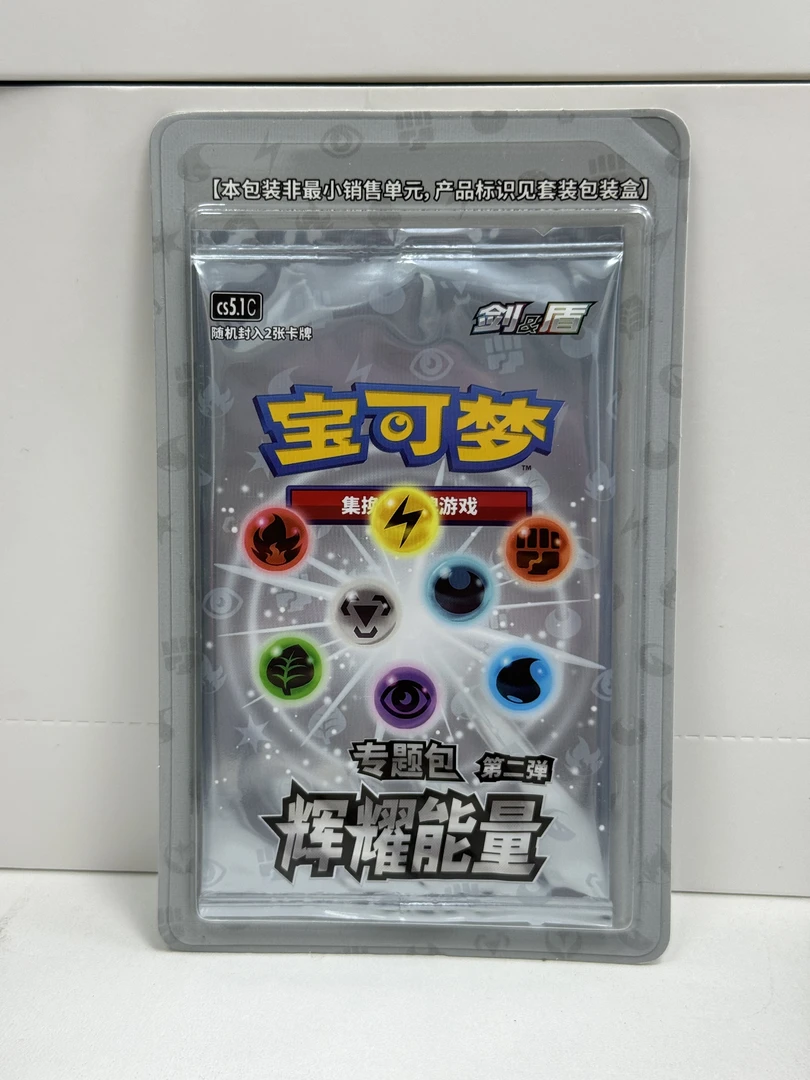 【本包装非最小销售单元,产品标识见套装包装盒】
cs5.1C
剑&盾
随机封入2张卡牌
宝可梦
TM
集换 游戏
专题包 第二弹
辉耀能量